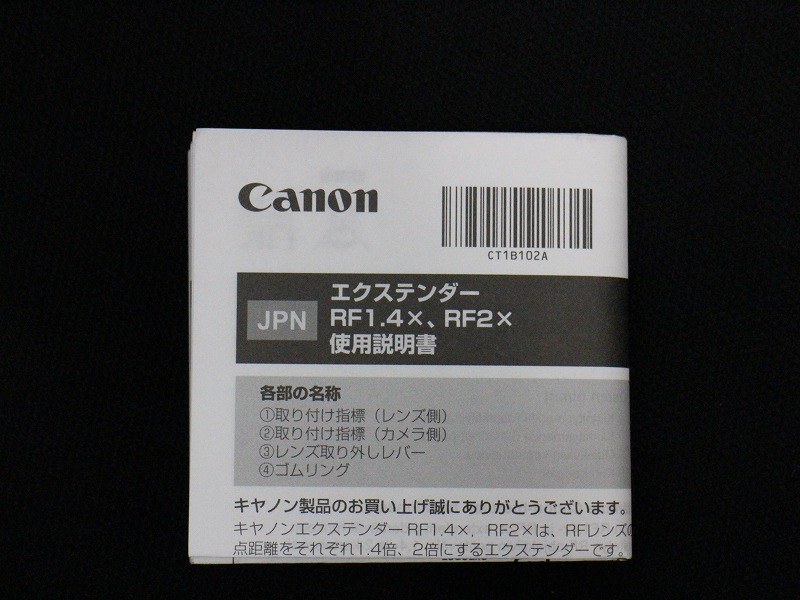 Canon
CT1B102A
JPN
エクステンダー
RF1.4×、RF2×
使用説明書
各部の名称
①取り付け指標（レンズ側）
②取り付け指標（カメラ側）
③レンズ取り外しレバー
④ゴムリング
キヤノン製品のお買い上げ誠にありがとうございます。
キヤノンエクステンダー RF1.4×, RF2×は、RFレンズの
点距離をそれぞれ1.4倍、2倍にするエクステンダーです。